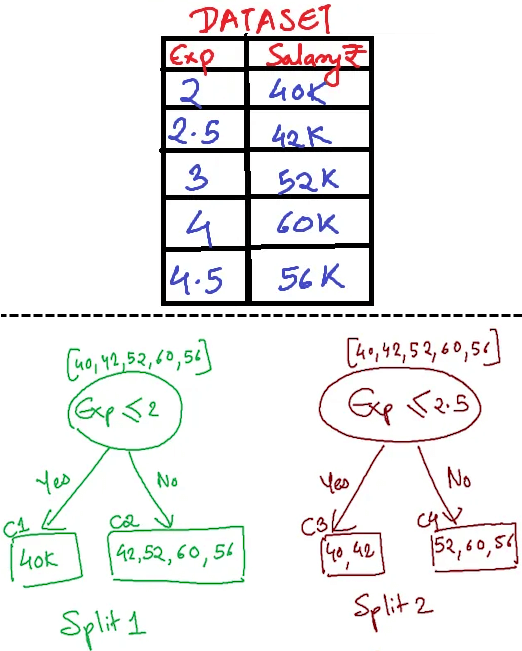 DATASET
Exp Salary ₹
2 40K
2.5 42K
3 52K
4 60K
4.5 56K
[40,42,52,60,56]
Exp ≤ 2
Yes No
C1 C2
40K 42,52,60,56
Split 1
[40,42,52,60,56]
Exp ≤ 2.5
Yes No
C3 C4
40,42 52,60,56
Split 2